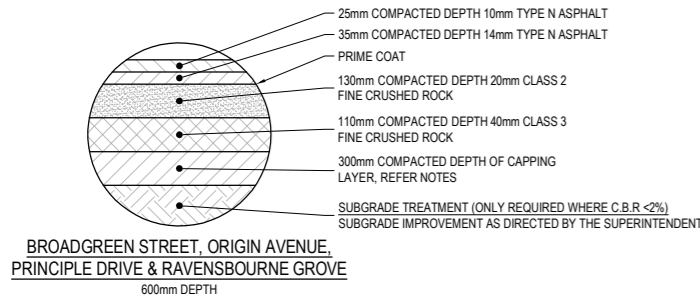 25mm COMPACTED DEPTH 10mm TYPE N ASPHALT
35mm COMPACTED DEPTH 14mm TYPE N ASPHALT
PRIME COAT
130mm COMPACTED DEPTH 20mm CLASS 2
FINE CRUSHED ROCK
110mm COMPACTED DEPTH 40mm CLASS 3
FINE CRUSHED ROCK
300mm COMPACTED DEPTH OF CAPPING
LAYER, REFER NOTES
SUBGRADE TREATMENT (ONLY REQUIRED WHERE C.B.R <2%)
SUBGRADE IMPROVEMENT AS DIRECTED BY THE SUPERINTENDENT
BROADGREEN STREET, ORIGIN AVENUE,
PRINCIPLE DRIVE & RAVENSBOURNE GROVE
600mm DEPTH